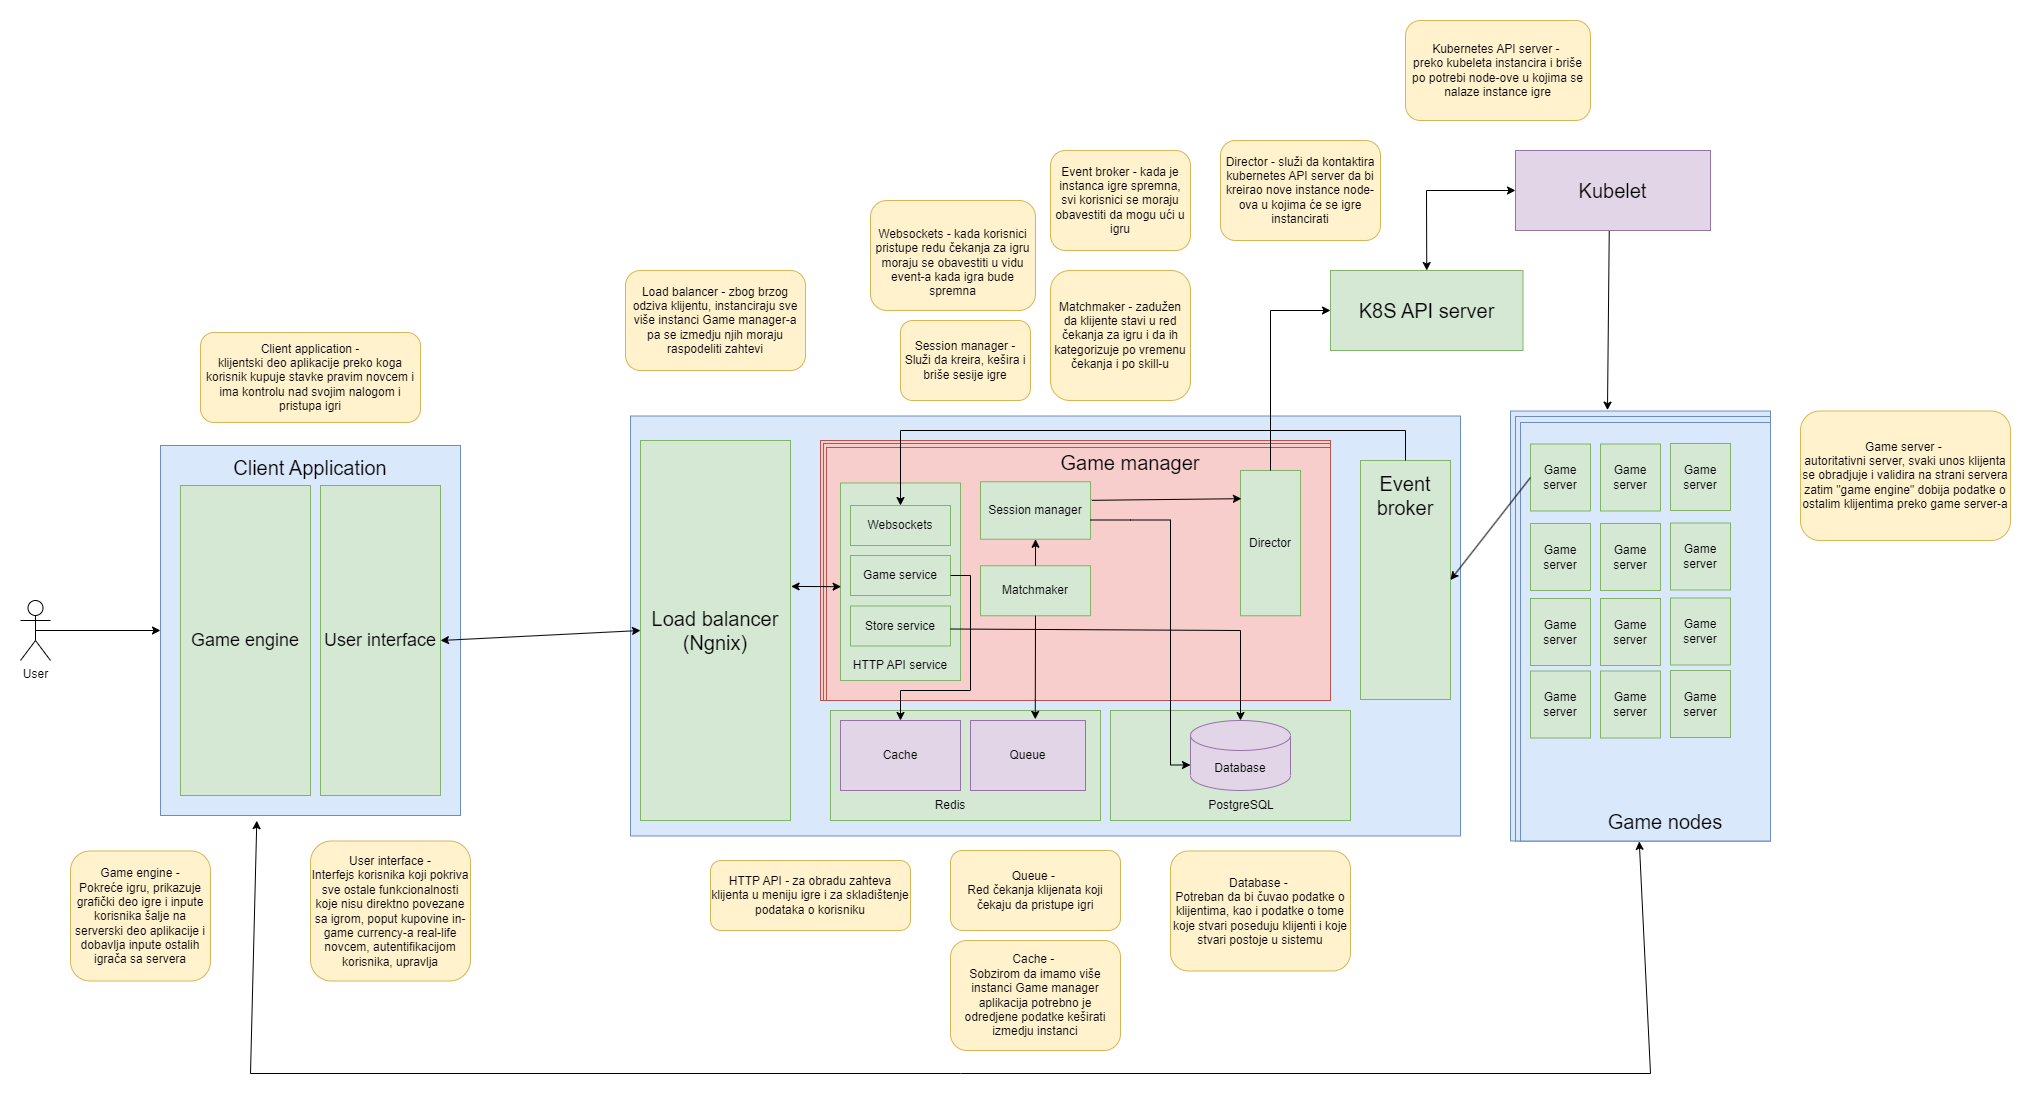 Kubernetes API server -
preko kubeleta instancira i briše
po potrebi node-ove u kojima se
nalaze instance igre
Director - služi da kontaktira
kubernetes API server da bi
kreirao nove instance node-
ova u kojima će se igre
instancirati
Event broker - kada je
instanca igre spremna,
svi korisnici se moraju
obavestiti da mogu ući u
igru
Kubelet
Websockets - kada korisnici
pristupe redu čekanja za igru
moraju se obavestiti u vidu
event-a kada igra bude
spremna
Load balancer - zbog brzog
odziva klijentu, instanciraju sve
više instanci Game manager-a
pa se izmedju njih moraju
raspodeliti zahtevi
Matchmaker - zadužen
da klijente stavi u red
čekanja za igru i da ih
kategorizuje po vremenu
čekanja i po skill-u
K8S API server
Session manager -
Služi da kreira, kešira i
briše sesije igre
Client application -
klijentski deo aplikacije preko koga
korisnik kupuje stavke pravim novcem i
ima kontrolu nad svojim nalogom i
pristupa igri
Client Application
Game engine
User interface
User
Load balancer
(Ngnix)
Game manager
Websockets
Game service
Store service
HTTP API service
Session manager
Matchmaker
Director
Event
broker
Cache
Queue
Redis
Database
PostgreSQL
Game
server
Game
server
Game
server
Game
server
Game
server
Game
server
Game
server
Game
server
Game
server
Game
server
Game
server
Game
server
Game nodes
Game server -
autoritativni server, svaki unos klijenta
se obradjuje i validira na strani servera
zatim "game engine" dobija podatke o
ostalim klijentima preko game server-a
Game engine -
Pokreće igru, prikazuje
grafički deo igre i inpute
korisnika šalje na
serverski deo aplikacije i
dobavlja inpute ostalih
igrača sa servera
User interface -
Interfejs korisnika koji pokriva
sve ostale funkcionalnosti
koje nisu direktno povezane
sa igrom, poput kupovine in-
game currency-a real-life
novcem, autentifikacijom
korisnika, upravlja
HTTP API - za obradu zahteva
klijenta u meniju igre i za skladištenje
podataka o korisniku
Queue -
Red čekanja klijenata koji
čekaju da pristupe igri
Cache -
Sobzirom da imamo više
instanci Game manager
aplikacija potrebno je
odredjene podatke keširati
izmedju instanci
Database -
Potreban da bi čuvao podatke o
klijentima, kao i podatke o tome
koje stvari poseduju klijenti i koje
stvari postoje u sistemu